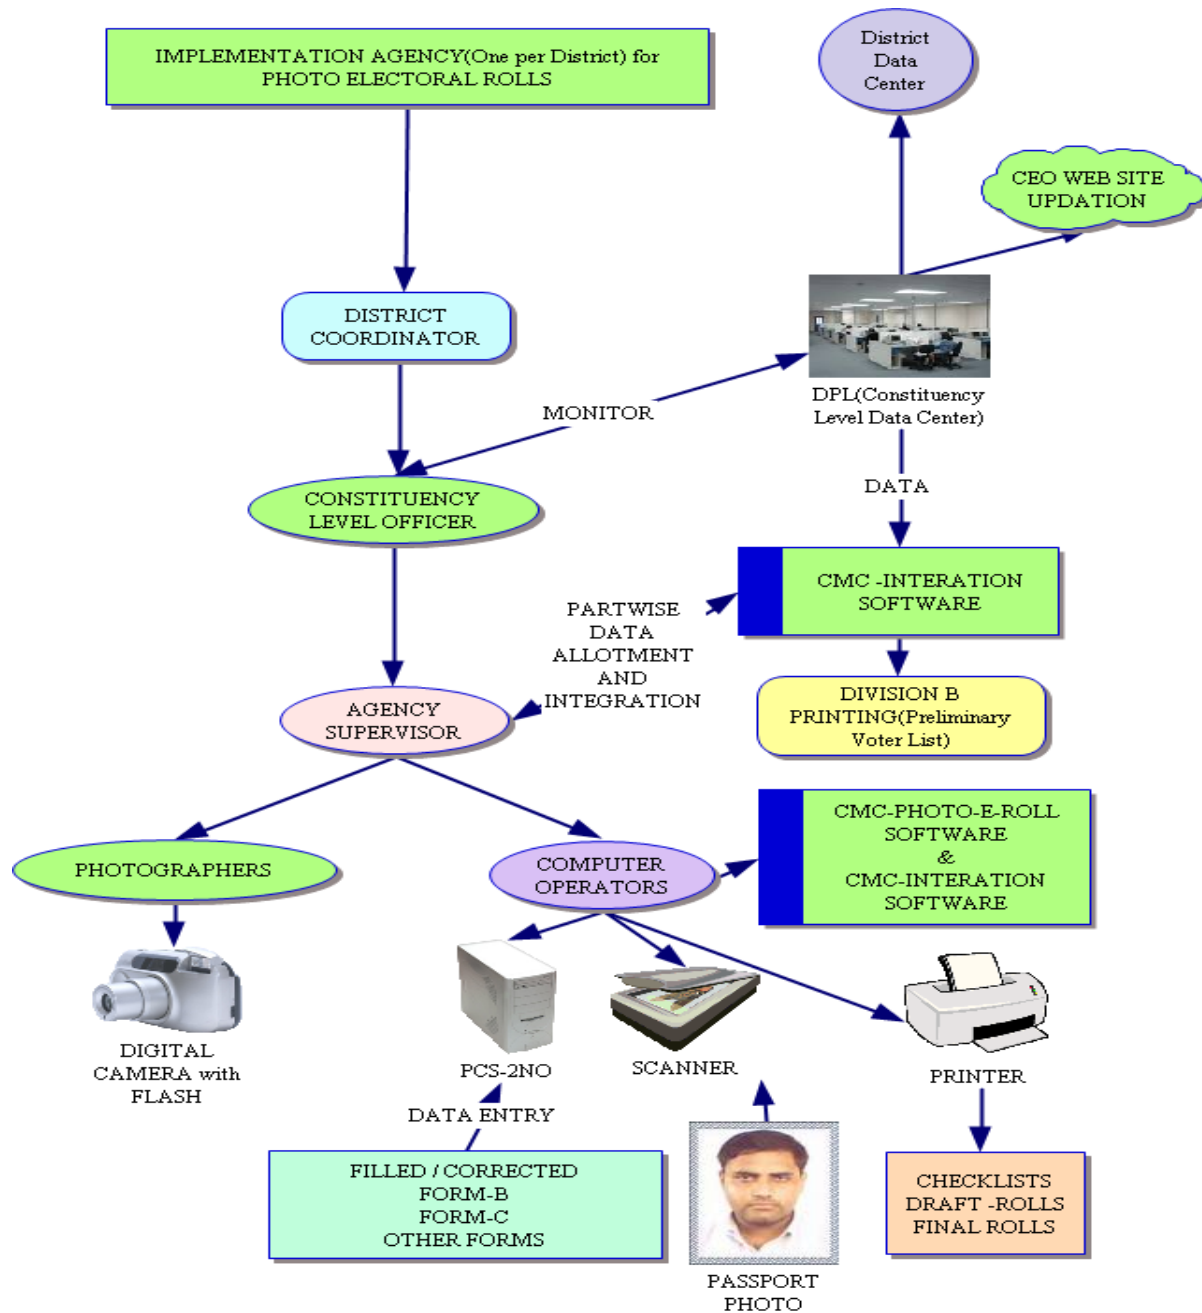 IMPLEMENTATION AGENCY(One per District) for
PHOTO ELECTORAL ROLLS
District
Data
Center
CEO WEB SITE
UPDATION
DISTRICT
COORDINATOR
DPL(Constituency
Level Data Center)
MONITOR
CONSTITUENCY
LEVEL OFFICER
DATA
CMC -INTERATION
SOFTWARE
PARTWISE
DATA
ALLOTMENT
AND
INTEGRATION
AGENCY
SUPERVISOR
DIVISION B
PRINTING(Preliminary
Voter List)
CMC-PHOTO-E-ROLL
SOFTWARE
&
CMC-INTERATION
SOFTWARE
PHOTOGRAPHERS
COMPUTER
OPERATORS
DIGITAL
CAMERA with
FLASH
PCS-2NO
SCANNER
PRINTER
DATA ENTRY
FILLED / CORRECTED
FORM-B
FORM-C
OTHER FORMS
PASSPORT
PHOTO
CHECKLISTS
DRAFT -ROLLS
FINAL ROLLS